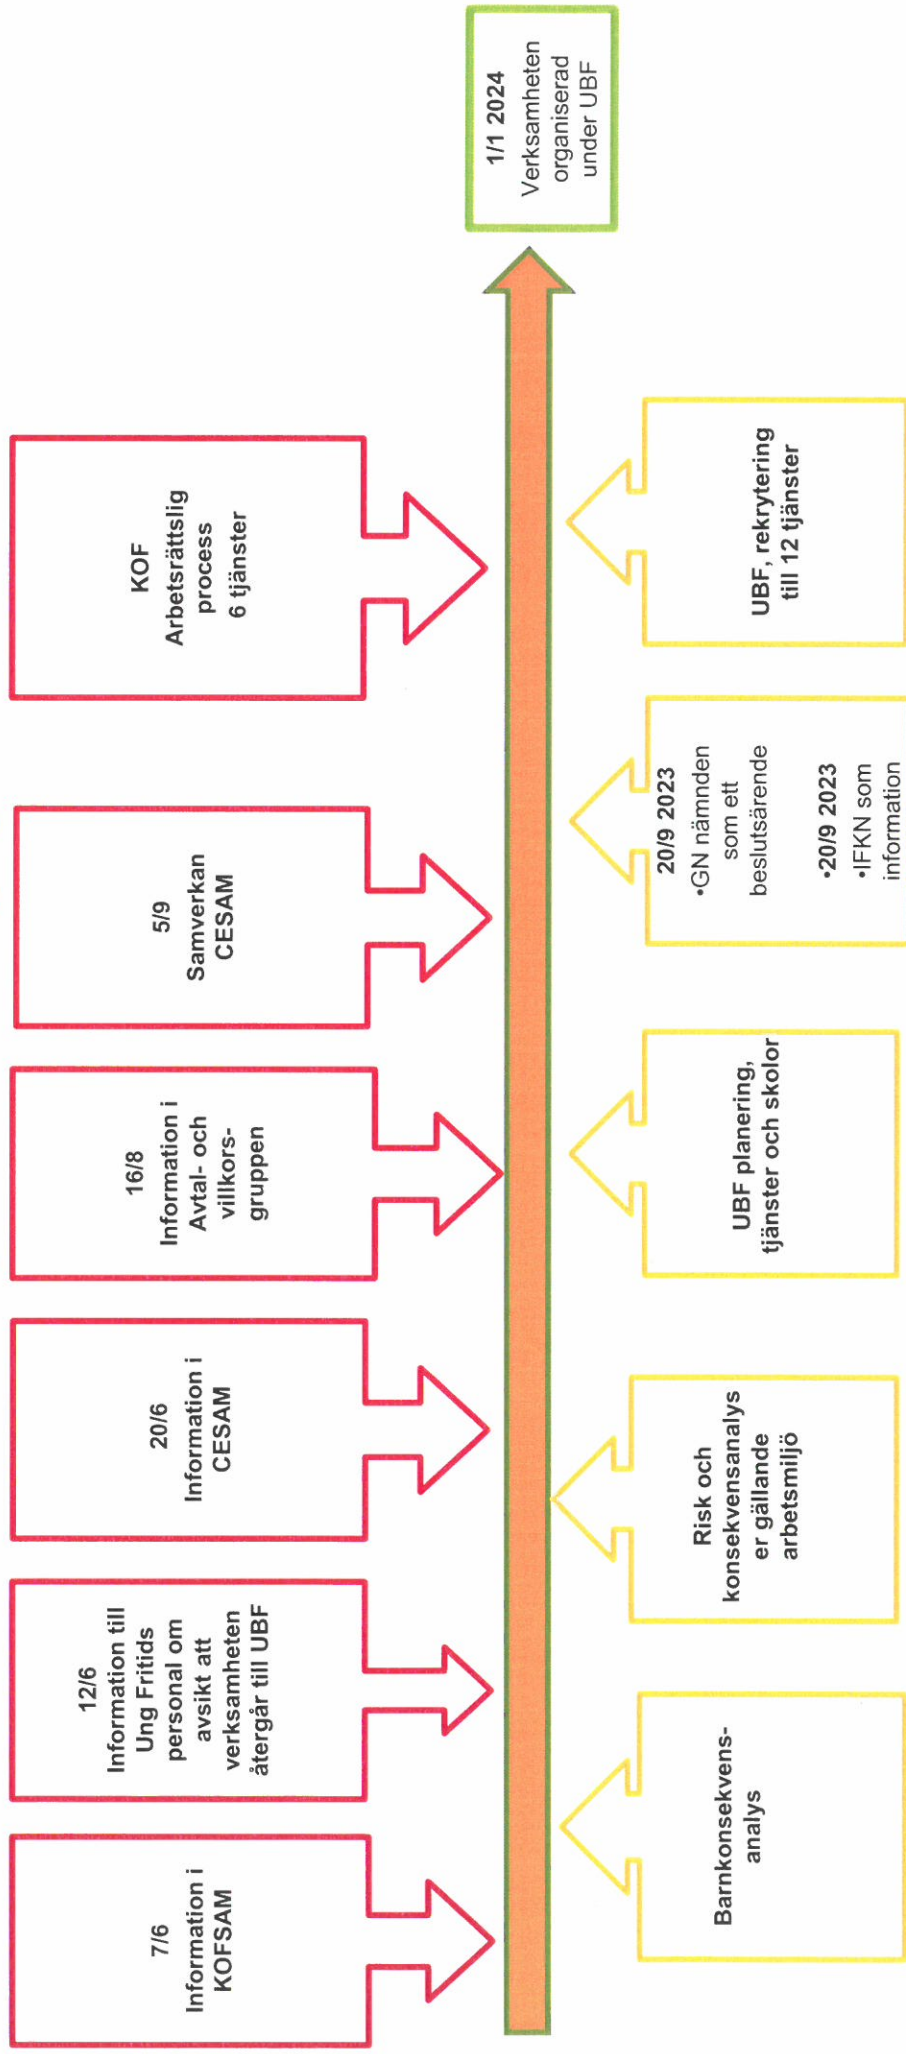 7/6
Information i
KOFSAM
12/6
Information till
Ung Fritids
personal om
avsikt att
verksamheten
återgår till UBF
20/6
Information i
CESAM
16/8
Information i
Avtal- och
villkors-
gruppen
5/9
Samverkan
CESAM
KOF
Arbetsrättslig
process
6 tjänster
1/1 2024
Verksamheten
organiserad
under UBF
Barnkonsekvens-
analys
Risk och
konsekvensanalys
er gällande
arbetsmiljö
UBF planering,
tjänster och skolor
20/9 2023
•GN nämnden
som ett
beslutsärende
•20/9 2023
•IFKN som
information
UBF, rekrytering
till 12 tjänster